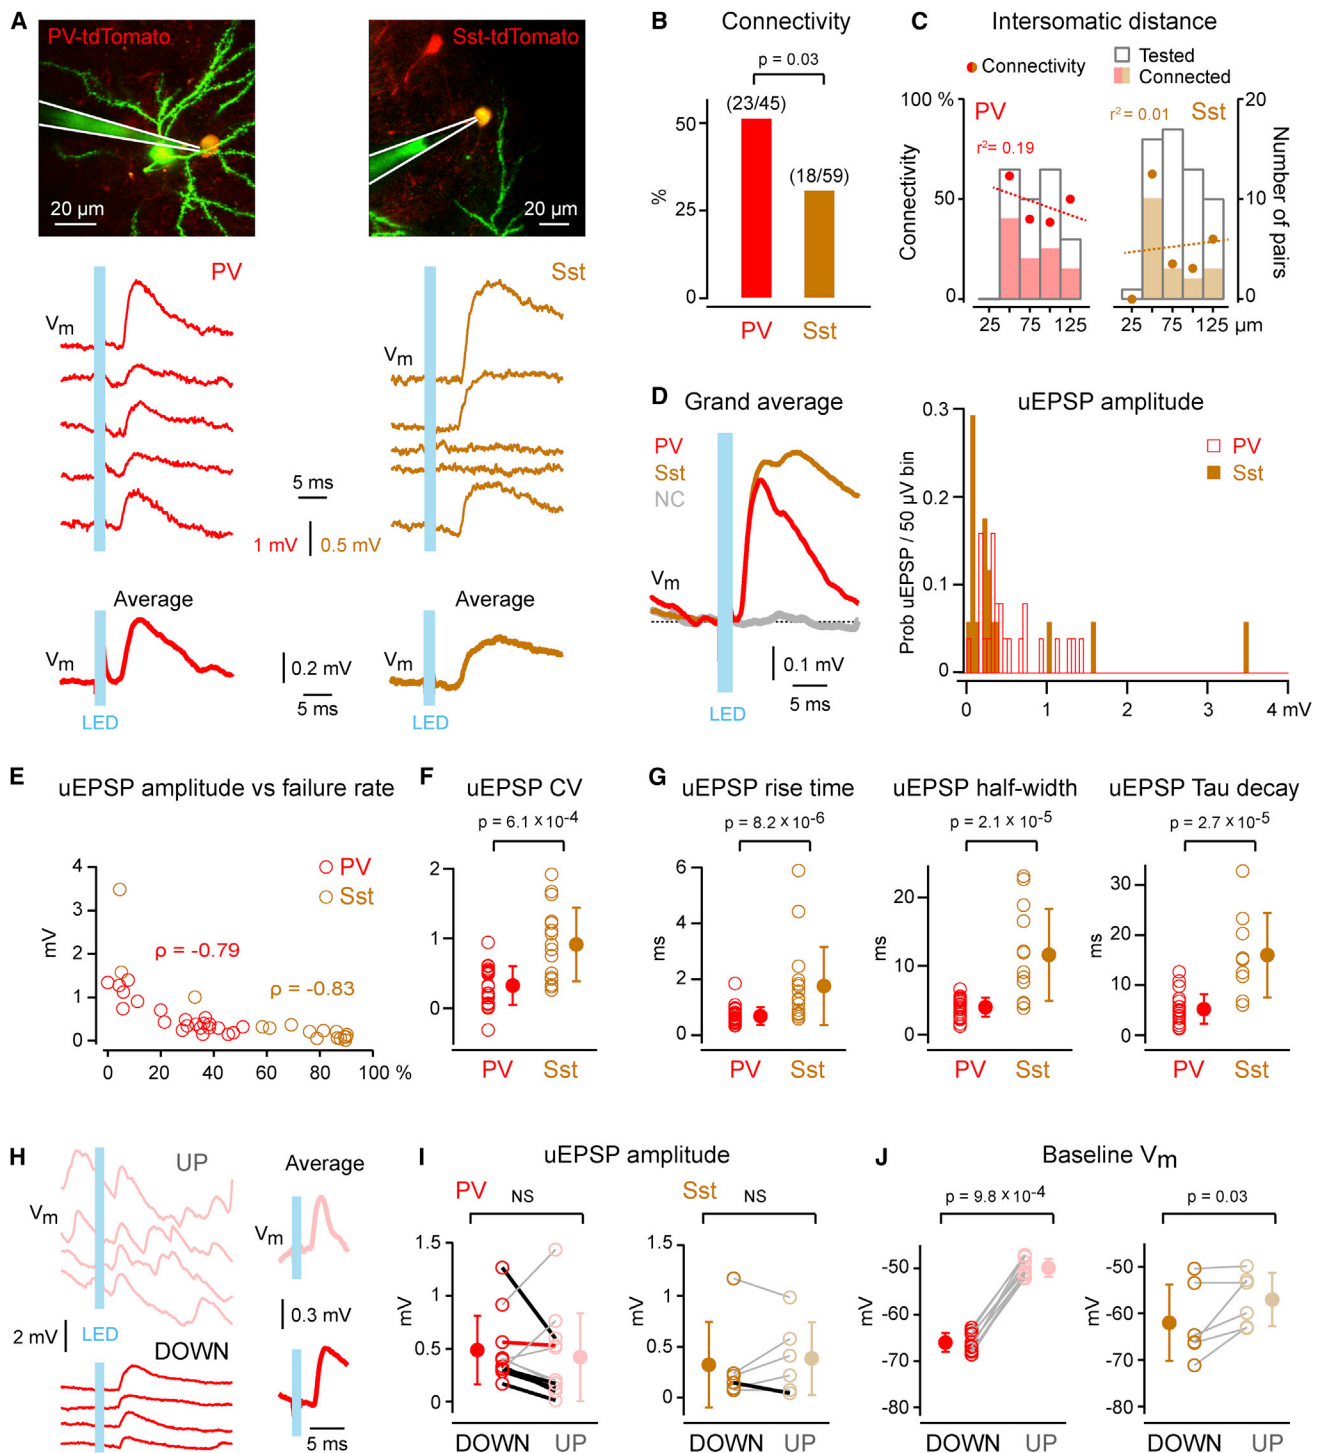 A
PV-tdTomato
20 µm
Sst-tdTomato
20 µm
PV
Vm
Sst
Vm
5 ms
1 mV 0.5 mV
Average
Vm
LED
0.2 mV
5 ms
Average
Vm
LED
B Connectivity
p = 0.03
(23/45)
(18/59)
50
25
0
%
PV Sst
C Intersomatic distance
Connectivity
Tested
Connected
100 %
50
0
Connectivity
PV
r²= 0.19
25 75 125
r²= 0.01
Sst
20
10
0
Number of pairs
25 75 125 µm
D Grand average
PV
Sst
NC
Vm
0.1 mV
5 ms
LED
uEPSP amplitude
PV
Sst
0.3
0.2
0.1
0
Prob uEPSP / 50 µV bin
0 1 2 3 4 mV
E
uEPSP amplitude vs failure rate
PV
Sst
4
3
2
1
0
mV
ρ = -0.79
ρ = -0.83
0 20 40 60 80 100 %
F
uEPSP CV
p = 6.1 × 10-4
2
1
0
PV Sst
G
uEPSP rise time
p = 8.2 × 10-6
6
4
2
0
ms
PV Sst
uEPSP half-width
p = 2.1 × 10-5
20
10
0
ms
PV Sst
uEPSP Tau decay
p = 2.7 × 10-5
30
20
10
0
ms
PV Sst
H
UP
Vm
2 mV
LED
DOWN
Average
Vm
0.3 mV
5 ms
I uEPSP amplitude
PV
NS
1.5
1
0.5
0
mV
DOWN UP
Sst
NS
1.5
1
0.5
0
mV
DOWN UP
J Baseline Vm
p = 9.8 × 10-4
-50
-60
-70
-80
mV
DOWN UP
p = 0.03
-50
-60
-70
-80
mV
DOWN UP